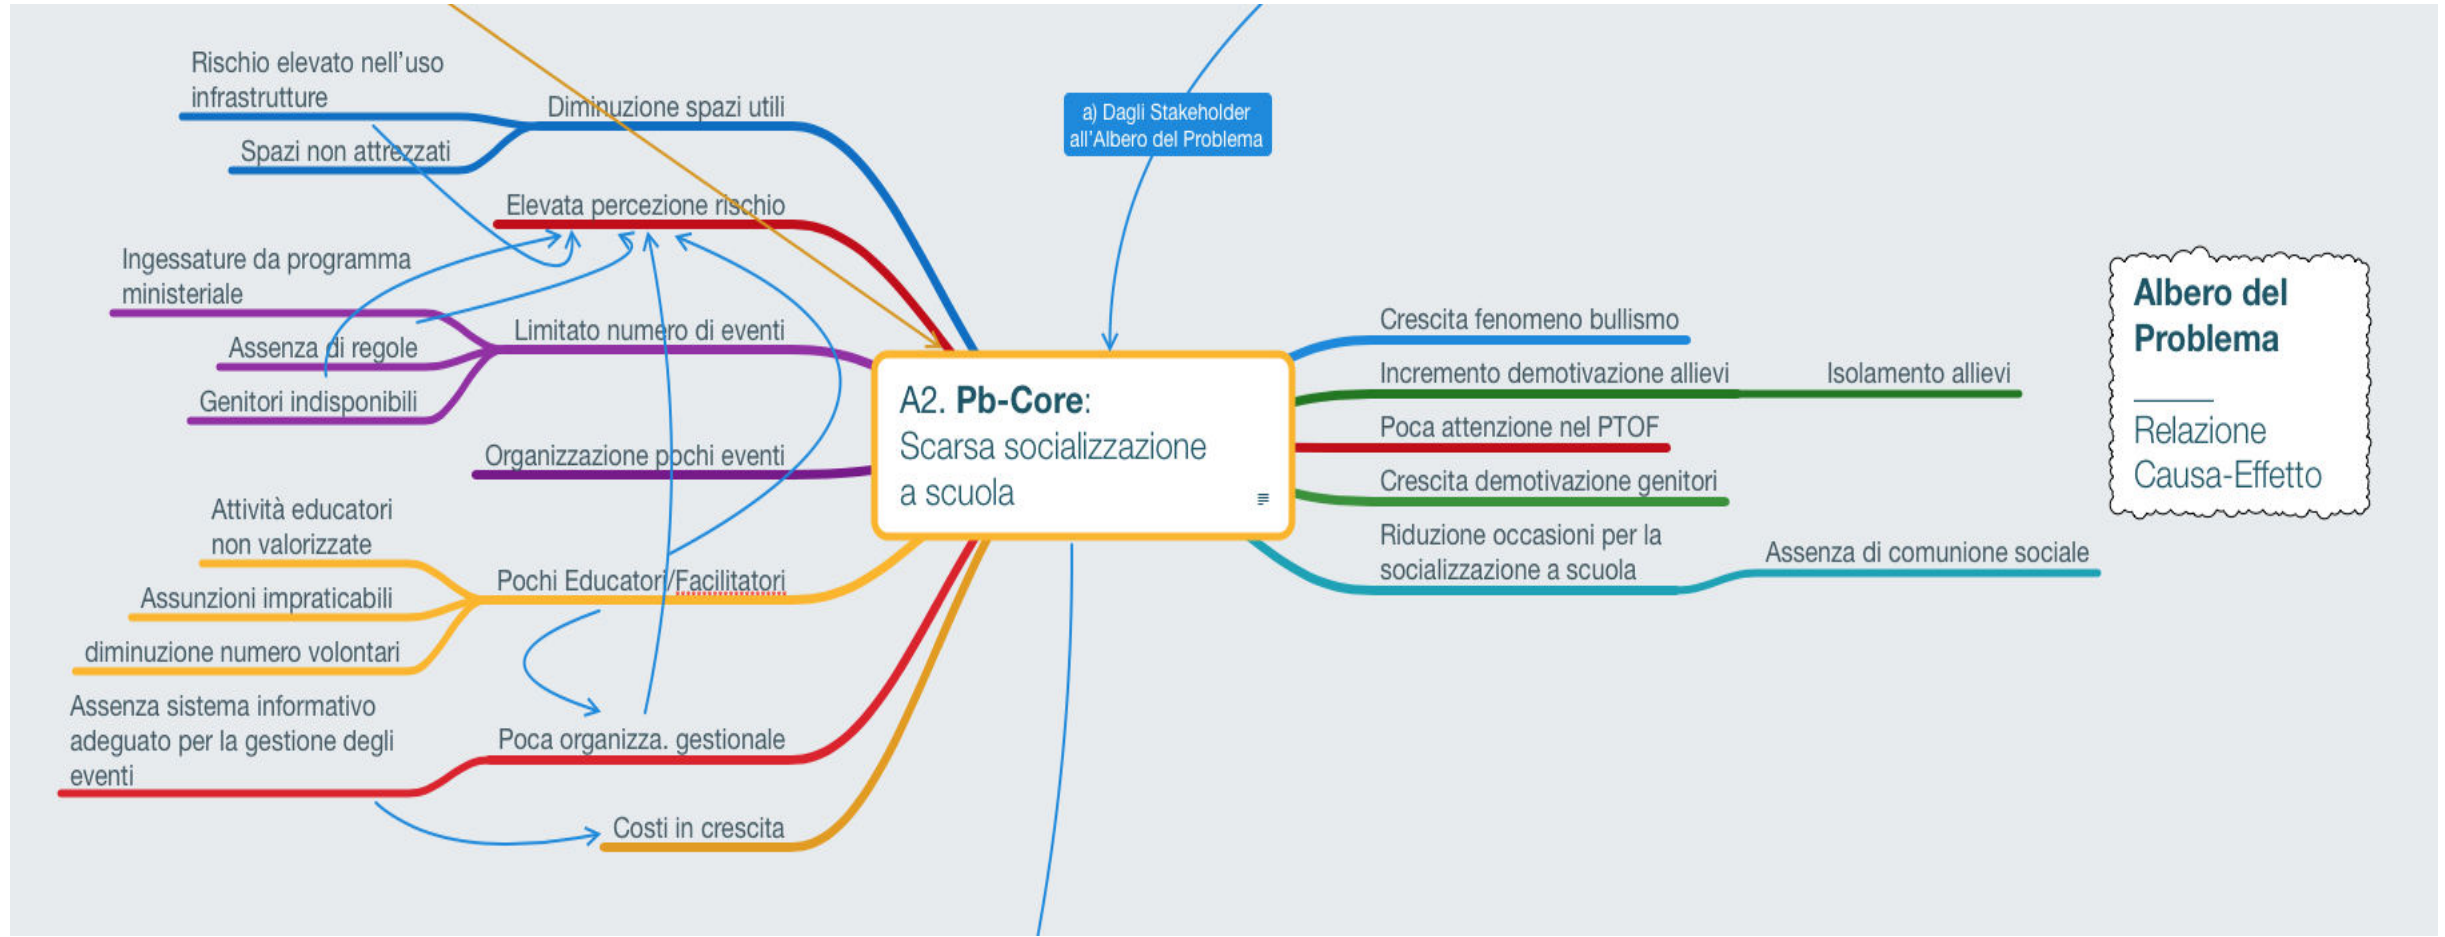 Rischio elevato nell'uso
infrastrutture
Diminuzione spazi utili
Spazi non attrezzati
Elevata percezione rischio
Ingessature da programma
ministeriale
Limitato numero di eventi
Assenza di regole
Genitori indisponibili
Organizzazione pochi eventi
Attività educatori
non valorizzate
Pochi Educatori/Facilitatori
Assunzioni impraticabili
diminuzione numero volontari
Assenza sistema informativo
adeguato per la gestione degli
eventi
Poca organizza. gestionale
Costi in crescita
a) Dagli Stakeholder
all'Albero del Problema
A2. Pb-Core:
Scarsa socializzazione
a scuola
Crescita fenomeno bullismo
Incremento demotivazione allievi
Isolamento allievi
Poca attenzione nel PTOF
Crescita demotivazione genitori
Riduzione occasioni per la
socializzazione a scuola
Assenza di comunione sociale
Albero del
Problema
Relazione
Causa-Effetto